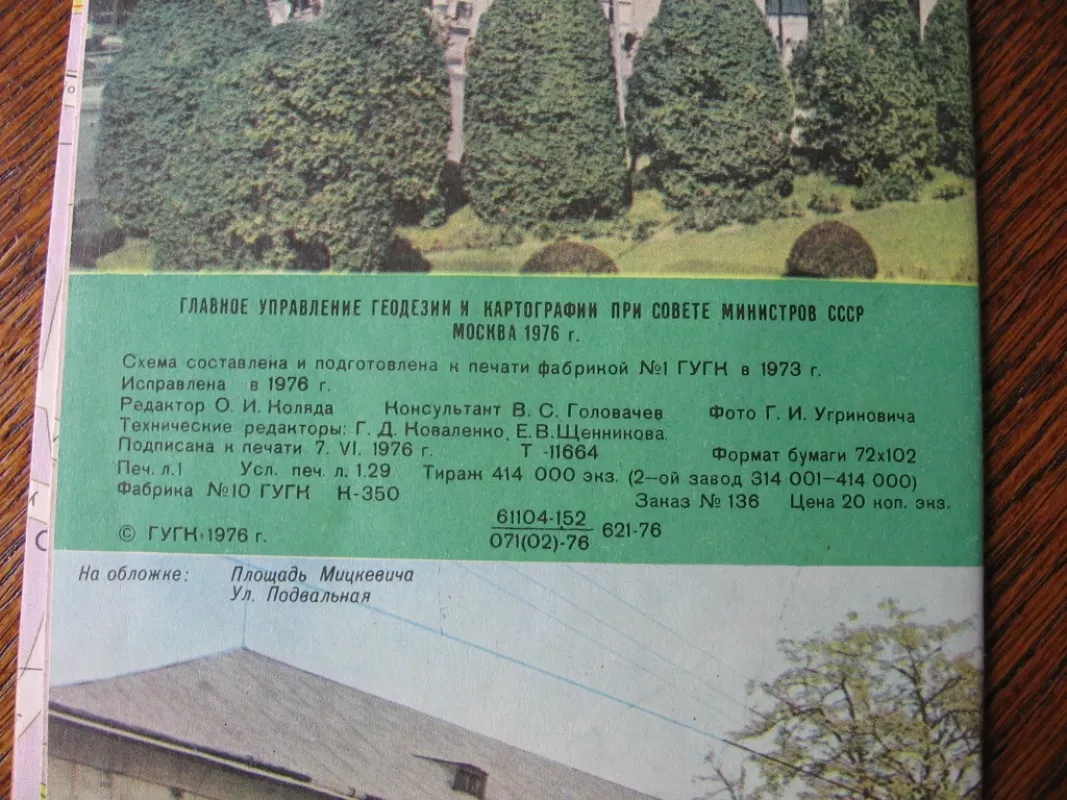 ГЛАВНОЕ УПРАВЛЕНИЕ ГЕОДЕЗИИ И КАРТОГРАФИИ ПРИ СОВЕТЕ МИНИСТРОВ СССР
МОСКВА 1976 г.
Схема составлена и подготовлена к печати фабрикой №1 ГУГК в 1973 г.
Исправлена в 1976 г.
Редактор О. И. Коляда Консультант В. С. Головачев Фото Г. И. Угриновича
Технические редакторы: Г. Д. Коваленко, Е.В.Щенникова.
Подписана к печати 7. VI. 1976 г. Т -11664 Формат бумаги 72х102
Печ. л.1 Усл. печ. л. 1.29 Тираж 414 000 экз. (2-ой завод 314 001-414 000)
Фабрика №10 ГУГК Н-350 Заказ № 136 Цена 20 коп. экз.
61104-152
071(02)-76 621-76
© ГУГК 1976 г.
На обложке: Площадь Мицкевича
Ул. Подвальная